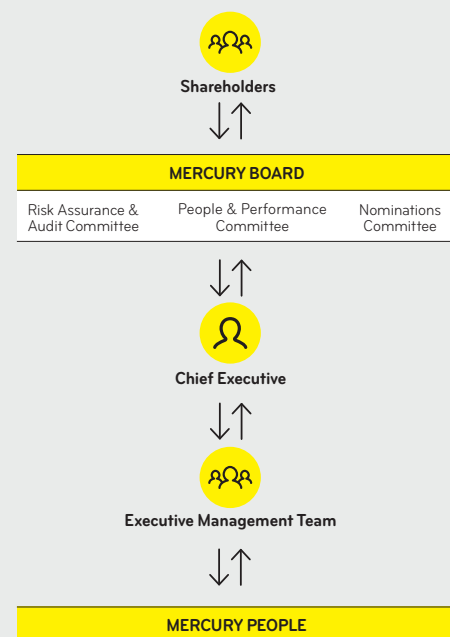 Shareholders
MERCURY BOARD
Risk Assurance &
Audit Committee
People & Performance
Committee
Nominations
Committee
Chief Executive
Executive Management Team
MERCURY PEOPLE